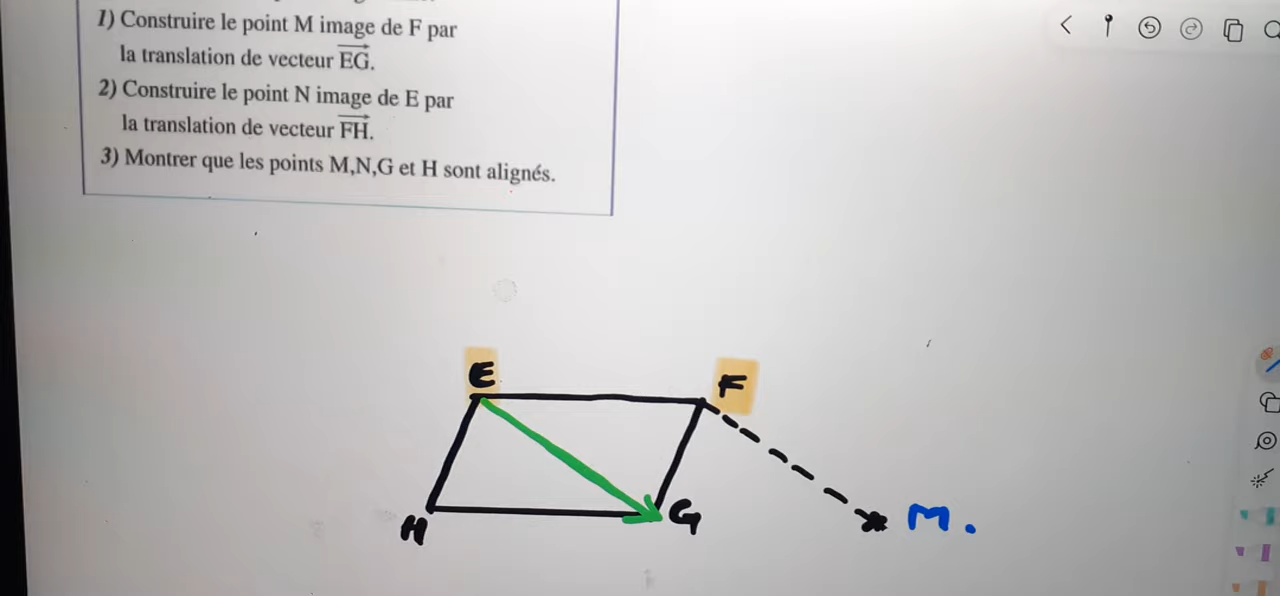 1) Construire le point M image de F par
la translation de vecteur EG.
2) Construire le point N image de E par
la translation de vecteur FH.
3) Montrer que les points M,N,G et H sont alignés.
E
F
H
G
M.